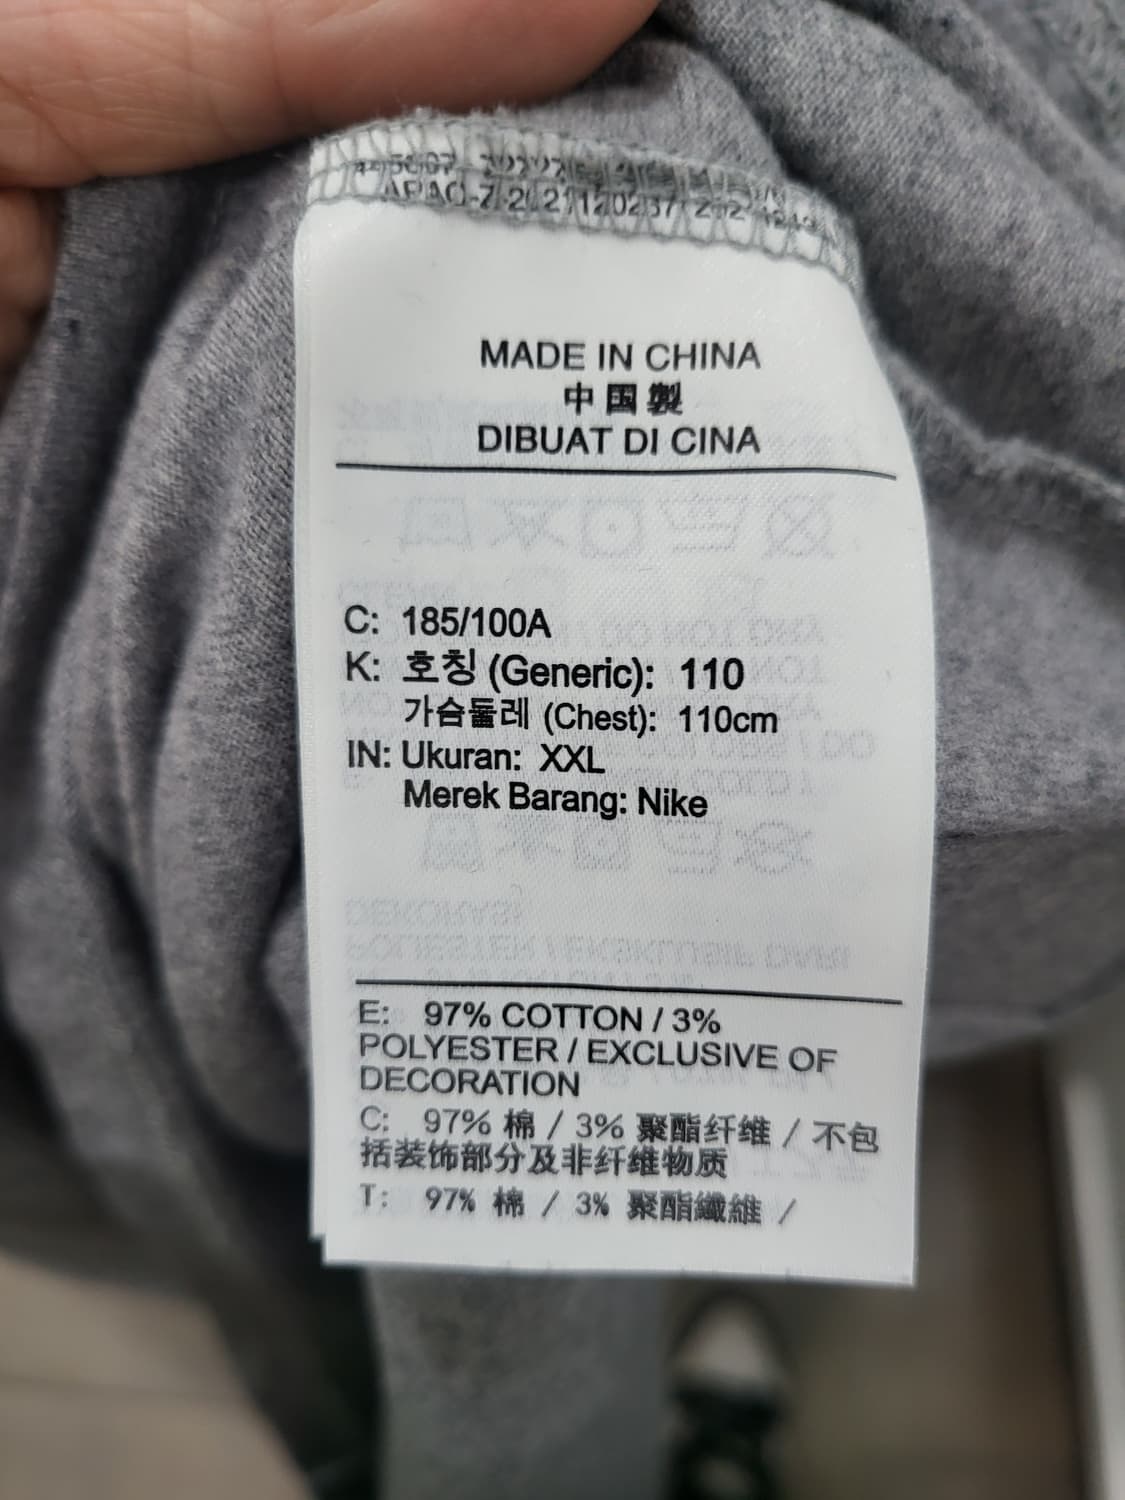 MADE IN CHINA
中国製
DIBUAT DI CINA
C: 185/100A
K: 호칭 (Generic): 110
가슴둘레 (Chest): 110cm
IN: Ukuran: XXL
Merek Barang: Nike
E: 97% COTTON / 3%
POLYESTER / EXCLUSIVE OF
DECORATION
C: 97% 棉 / 3% 聚酯纤维 / 不包
括装饰部分及非纤维物质
T: 97% 棉 / 3% 聚酯纖維 /